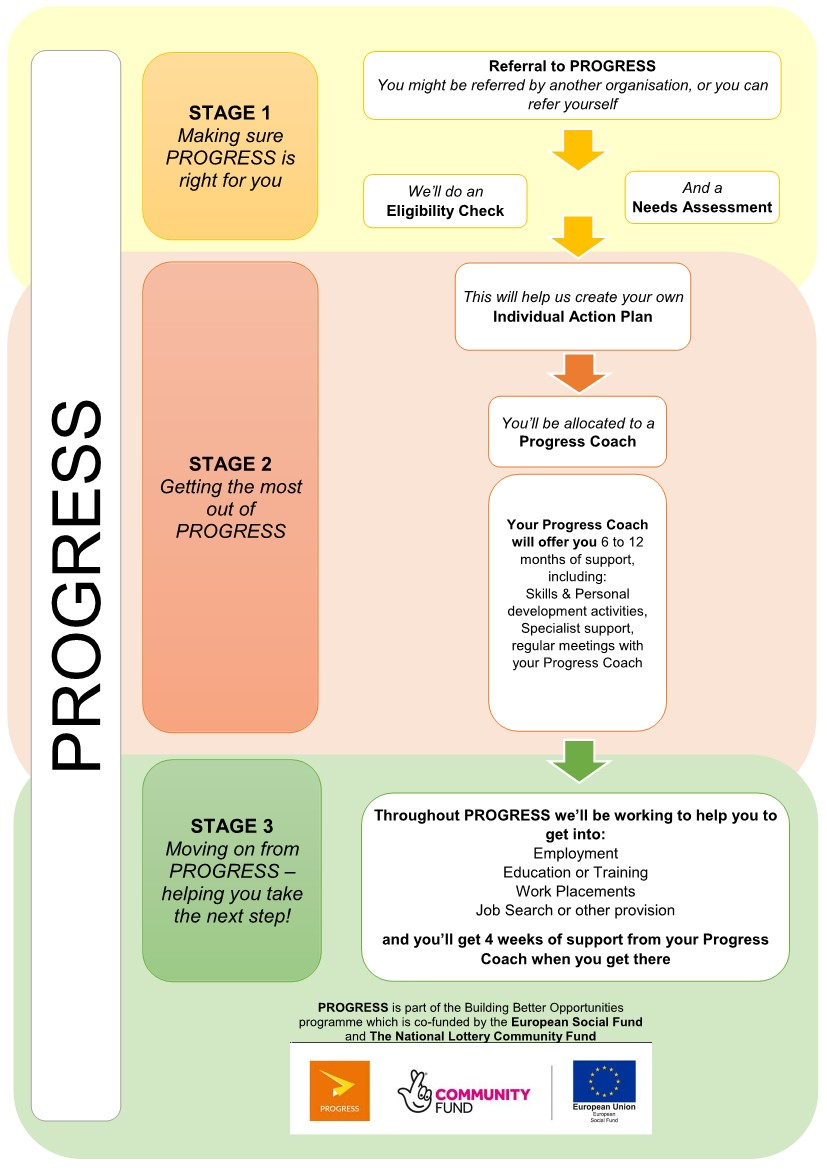 PROGRESS
STAGE 1
Making sure
PROGRESS is
right for you
Referral to PROGRESS
You might be referred by another organisation, or you can
refer yourself
We'll do an
Eligibility Check
And a
Needs Assessment
STAGE 2
Getting the most
out of
PROGRESS
This will help us create your own
Individual Action Plan
You'll be allocated to a
Progress Coach
Your Progress Coach
will offer you 6 to 12
months of support,
including:
Skills & Personal
development activities,
Specialist support,
regular meetings with
your Progress Coach
STAGE 3
Moving on from
PROGRESS –
helping you take
the next step!
Throughout PROGRESS we'll be working to help you to
get into:
Employment
Education or Training
Work Placements
Job Search or other provision
and you'll get 4 weeks of support from your Progress
Coach when you get there
PROGRESS is part of the Building Better Opportunities
programme which is co-funded by the European Social Fund
and The National Lottery Community Fund
PROGRESS
COMMUNITY
FUND
European Union
European
Social Fund